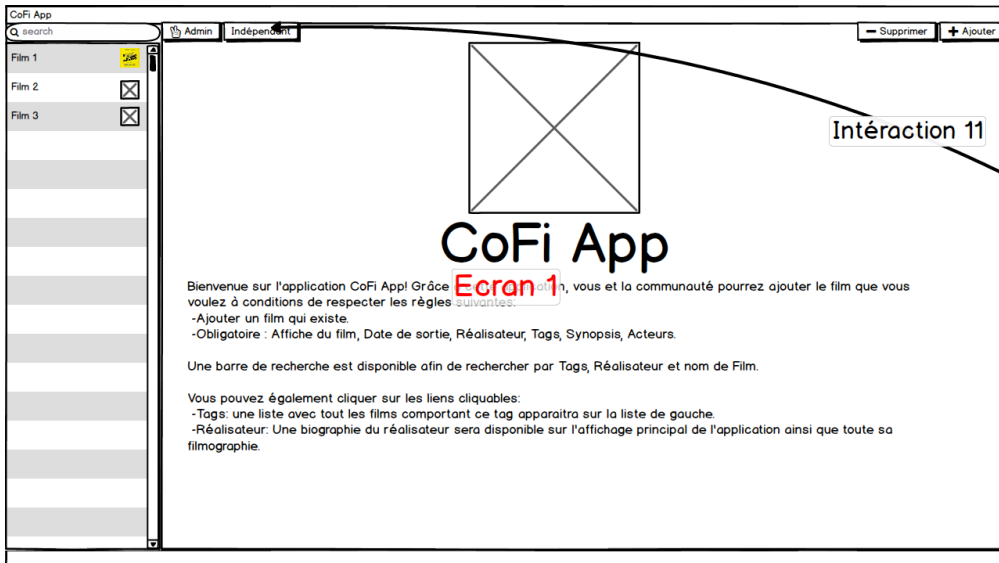 CoFi App
search
Admin
Indépendant
Supprimer
Ajouter
Film 1
Film 2
Film 3
Intéraction 11
CoFi App
Ecran 1
Bienvenue sur l'application CoFi App! Grâce à cette application, vous et la communauté pourrez ajouter le film que vous
voulez à conditions de respecter les règles suivantes:
-Ajouter un film qui existe.
-Obligatoire : Affiche du film, Date de sortie, Réalisateur, Tags, Synopsis, Acteurs.
Une barre de recherche est disponible afin de rechercher par Tags, Réalisateur et nom de Film.
Vous pouvez également cliquer sur les liens cliquables:
-Tags: une liste avec tout les films comportant ce tag apparaitra sur la liste de gauche.
-Réalisateur: Une biographie du réalisateur sera disponible sur l'affichage principal de l'application ainsi que toute sa
filmographie.